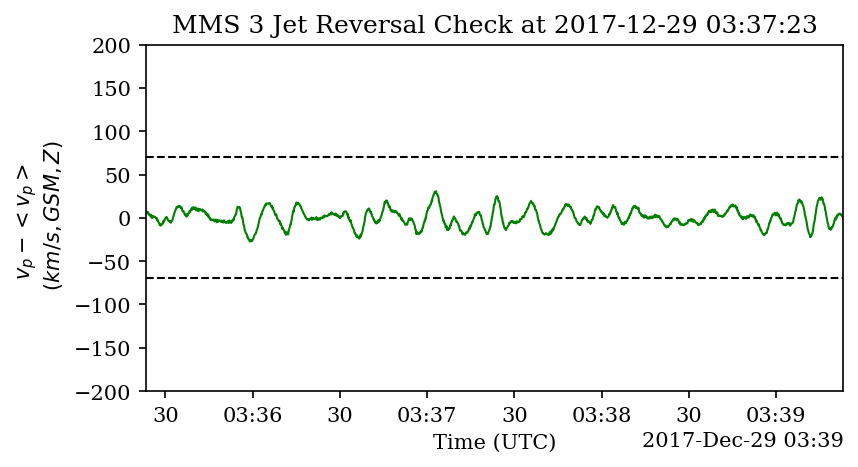 MMS 3 Jet Reversal Check at 2017-12-29 03:37:23
200
150
100
50
0
−50
−100
−150
−200
v_p − < v_p >
(km/s, GSM, Z)
30 03:36 30 03:37 30 03:38 30 03:39
Time (UTC)
2017-Dec-29 03:39